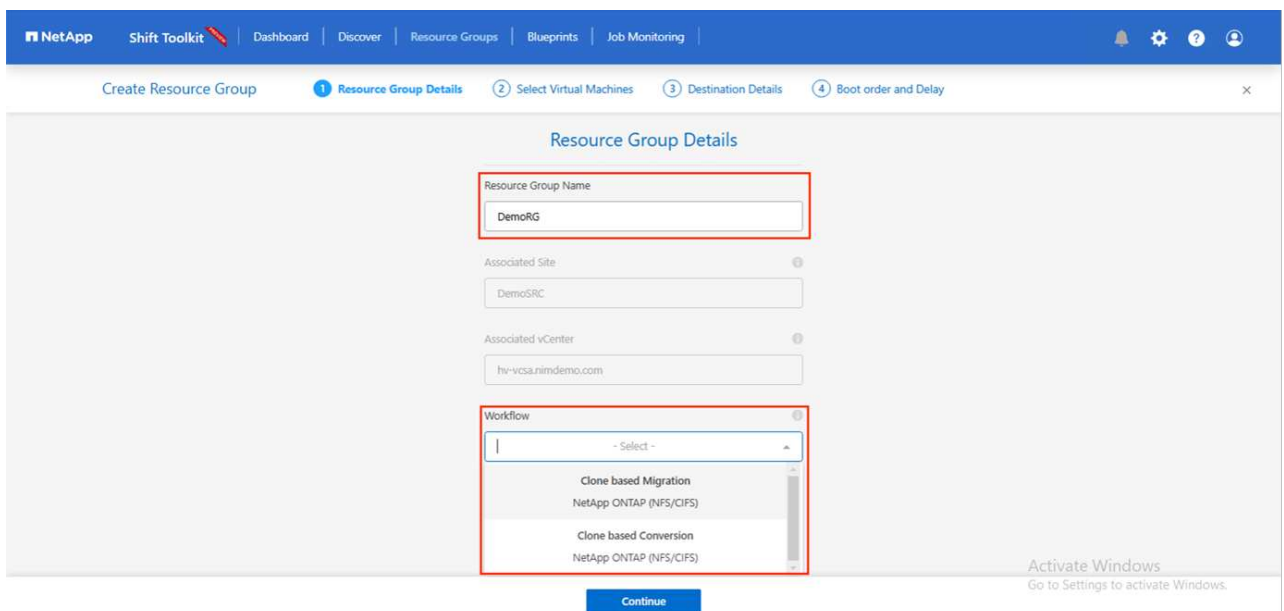 NetApp Shift Toolkit Preview Dashboard Discover Resource Groups Blueprints Job Monitoring ?
Create Resource Group 1 Resource Group Details 2 Select Virtual Machines 3 Destination Details 4 Boot order and Delay
Resource Group Details
Resource Group Name
DemoRG
Associated Site
DemoSRC
Associated vCenter
hv-vcsa.nimdemo.com
Workflow
- Select -
Clone based Migration
NetApp ONTAP (NFS/CIFS)
Clone based Conversion
NetApp ONTAP (NFS/CIFS)
Activate Windows
Go to Settings to activate Windows.
Continue